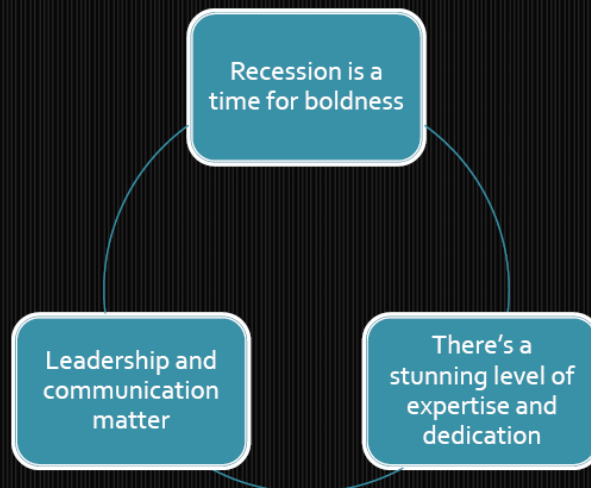 Recession is a
time for boldness
Leadership and
communication
matter
There’s a
stunning level of
expertise and
dedication